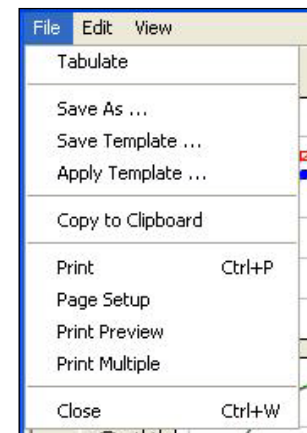 File Edit View
Tabulate
Save As ...
Save Template ...
Apply Template ...
Copy to Clipboard
Print Ctrl+P
Page Setup
Print Preview
Print Multiple
Close Ctrl+W